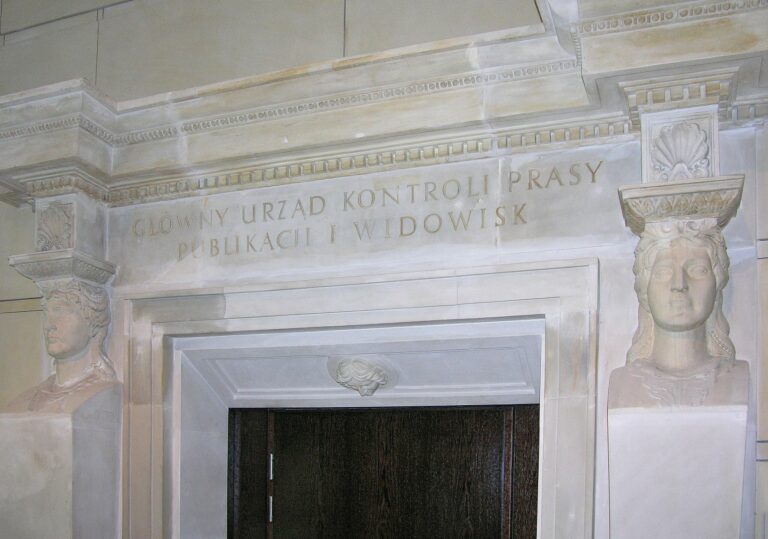 GŁÓWNY URZĄD KONTROLI PRASY
PUBLIKACJI I WIDOWISK